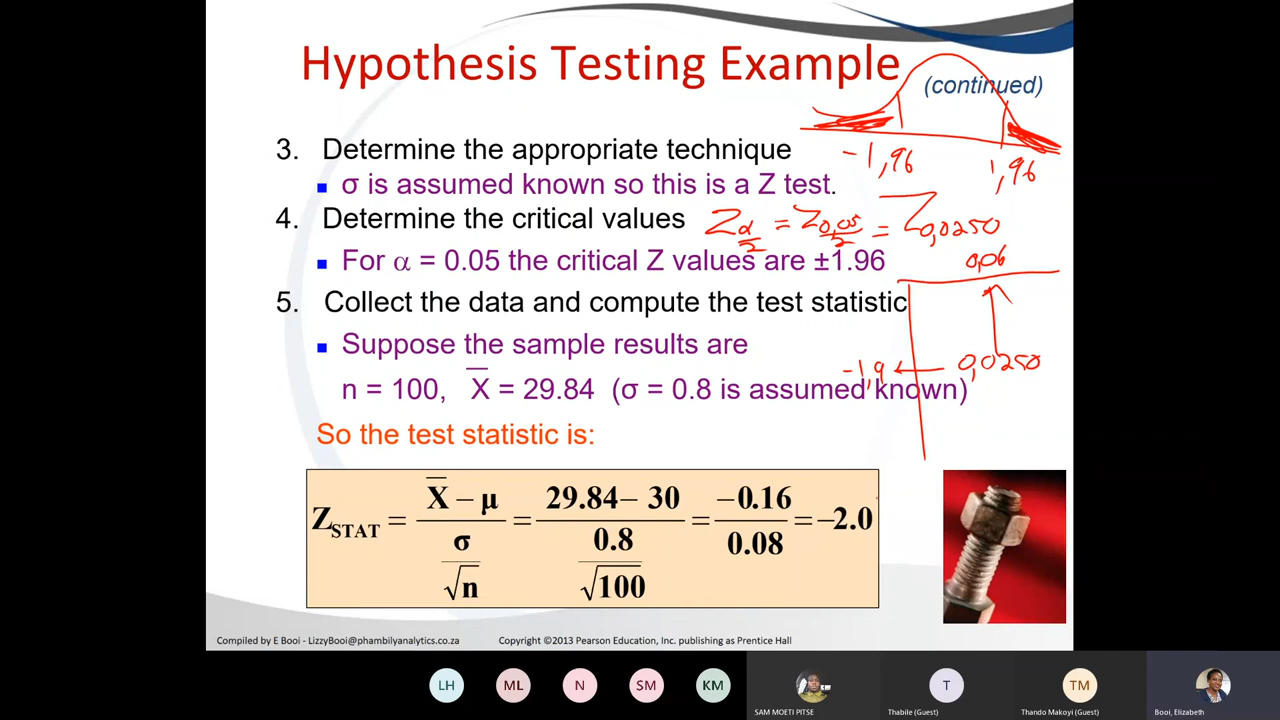 Hypothesis Testing Example
(continued)
3. Determine the appropriate technique
-1,96 1,96
■ σ is assumed known so this is a Z test.
4. Determine the critical values Zα/2 = Z0,05/2 = Z0,0250
■ For α = 0.05 the critical Z values are ±1.96
0,06
5. Collect the data and compute the test statistic
■ Suppose the sample results are
-1,9 ← 0,0250
n = 100, X̅ = 29.84 (σ = 0.8 is assumed known)
So the test statistic is:
Z_STAT = (X̅ − μ) / (σ / √n) = (29.84 − 30) / (0.8 / √100) = −0.16 / 0.08 = −2.0
Compiled by E Booi - LizzyBooi@phambilyanalytics.co.za Copyright ©2013 Pearson Education, Inc. publishing as Prentice Hall
LH ML N SM KM T TM
SAM MOETI PITSE Thabile (Guest) Thando Makoyi (Guest) Booi, Elizabeth